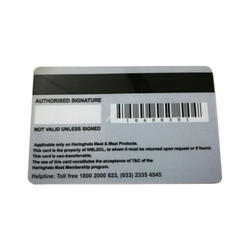 AUTHORISED SIGNATURE
10600301
NOT VALID UNLESS SIGNED
Applicable only on Haringhata Meat & Meat Products.
This card is the property of WBLDCL, to whom it must be returned upon request or if found.
This card is non-transferable.
The use of this card constitutes the acceptance of T&C of the
Haringhata Meat Membership program.
Helpline: Toll free 1800 2000 823, (033) 2335 4545